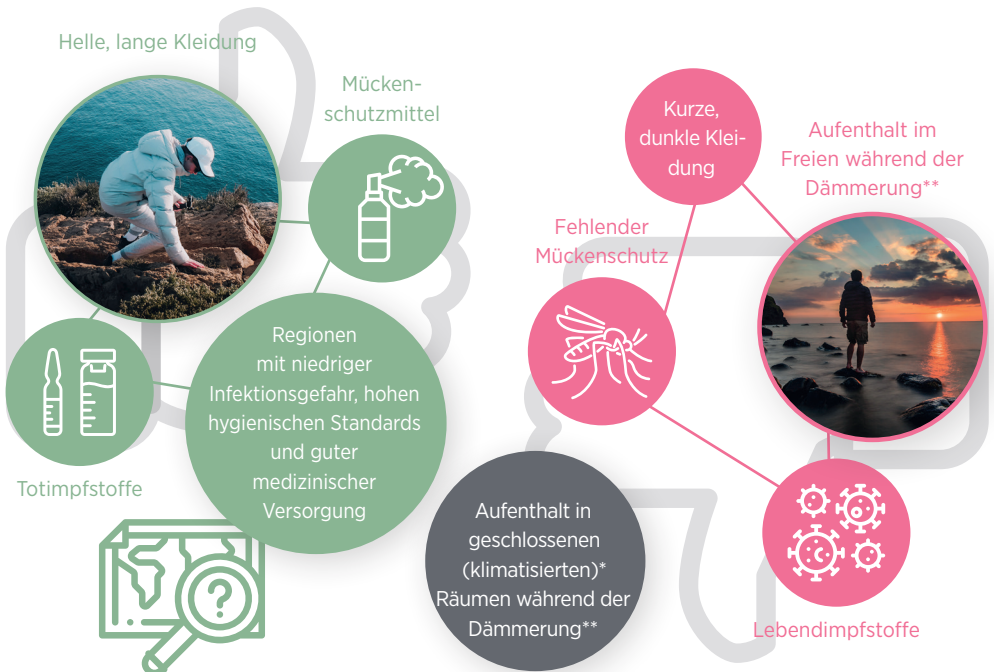 Helle, lange Kleidung
Mücken-
schutzmittel
Regionen
mit niedriger
Infektionsgefahr, hohen
hygienischen Standards
und guter
medizinischer
Versorgung
Totimpfstoffe
?
Aufenthalt in
geschlossenen
(klimatisierten)*
Räumen während der
Dämmerung**
Kurze,
dunkle Klei-
dung
Aufenthalt im
Freien während der
Dämmerung**
Fehlender
Mückenschutz
Lebendimpfstoffe